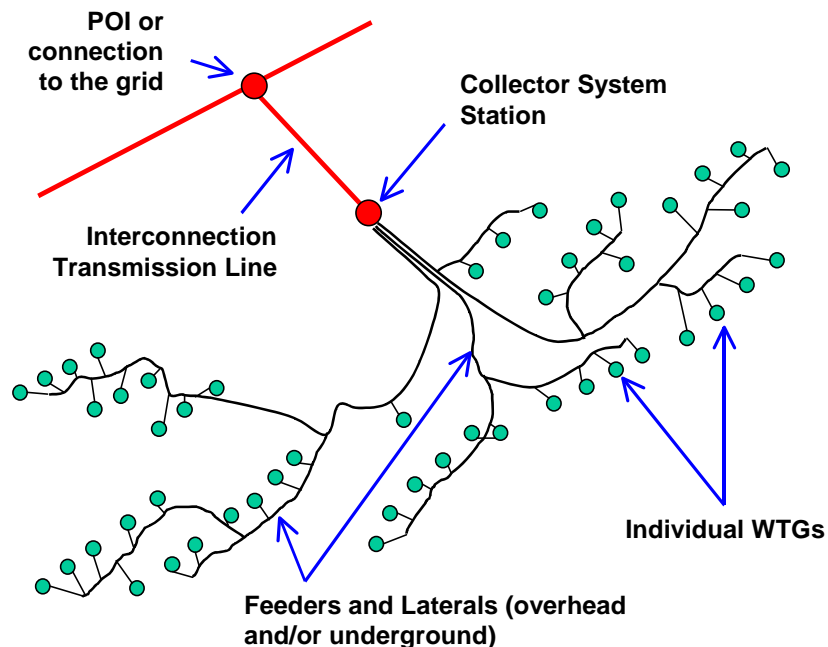 POI or
connection
to the grid
Collector System
Station
Interconnection
Transmission Line
Individual WTGs
Feeders and Laterals (overhead
and/or underground)